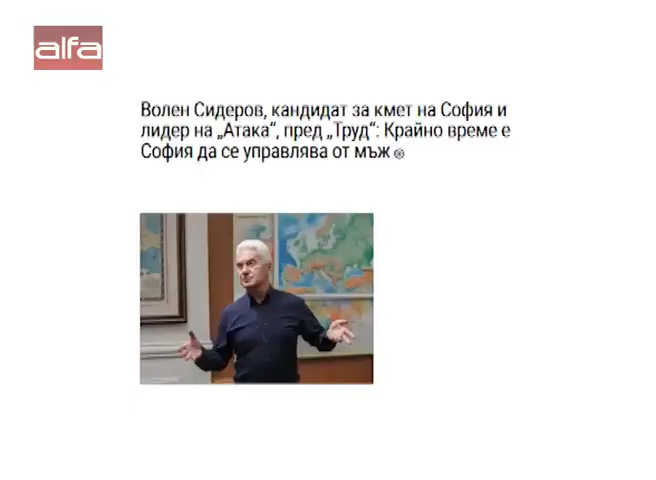 alfa
Волен Сидеров, кандидат за кмет на София и
лидер на „Атака“, пред „Труд“: Крайно време е
София да се управлява от мъж